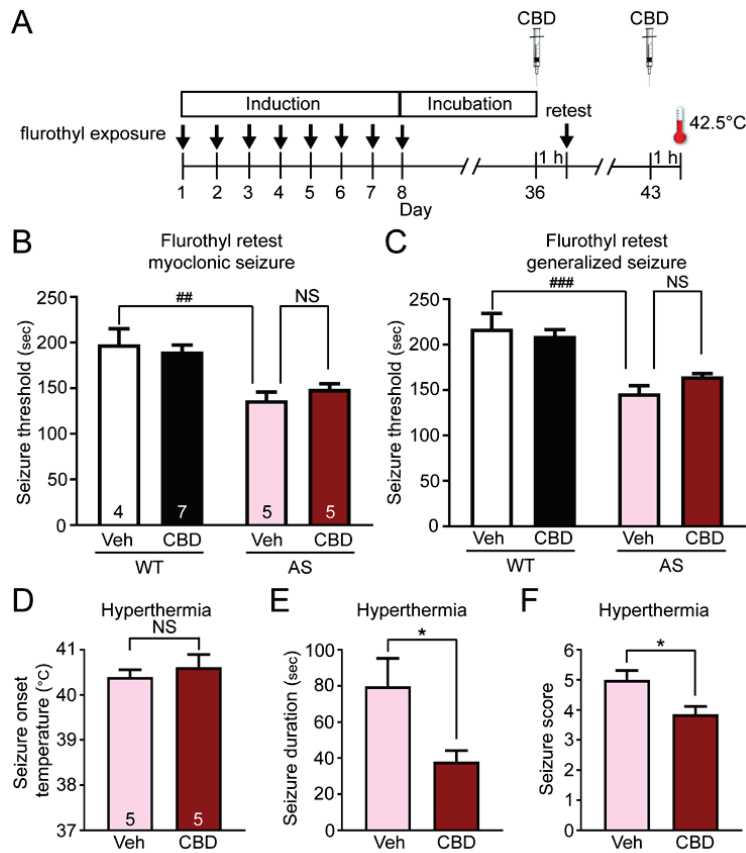 A
CBD CBD
Induction Incubation
retest
flurothyl exposure
42.5°C
1 h 1 h
1 2 3 4 5 6 7 8 36 43
Day
B
Flurothyl retest
myoclonic seizure
Seizure threshold (sec)
250
200
150
100
50
0
##
NS
4 7 5 5
Veh CBD Veh CBD
WT AS
C
Flurothyl retest
generalized seizure
Seizure threshold (sec)
250
200
150
100
50
0
###
NS
Veh CBD Veh CBD
WT AS
D
Hyperthermia
NS
Seizure onset
temperature (°C)
41
40
39
38
37
5 5
Veh CBD
E
Hyperthermia
*
Seizure duration (sec)
100
80
60
40
20
0
Veh CBD
F
Hyperthermia
*
Seizure score
6
5
4
3
2
1
0
Veh CBD